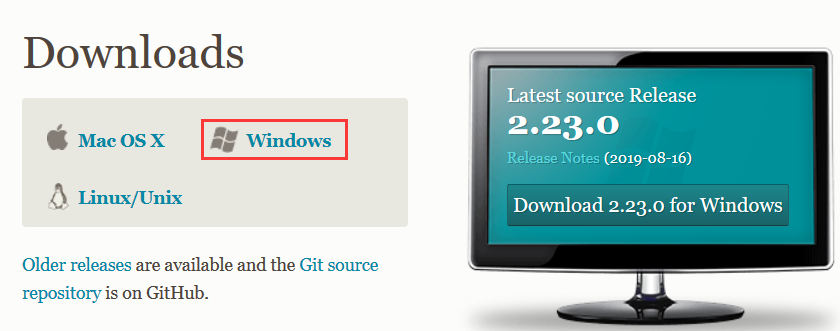 Downloads
Mac OS X
Windows
Linux/Unix
Older releases are available and the Git source
repository is on GitHub.
Latest source Release
2.23.0
Release Notes (2019-08-16)
Download 2.23.0 for Windows